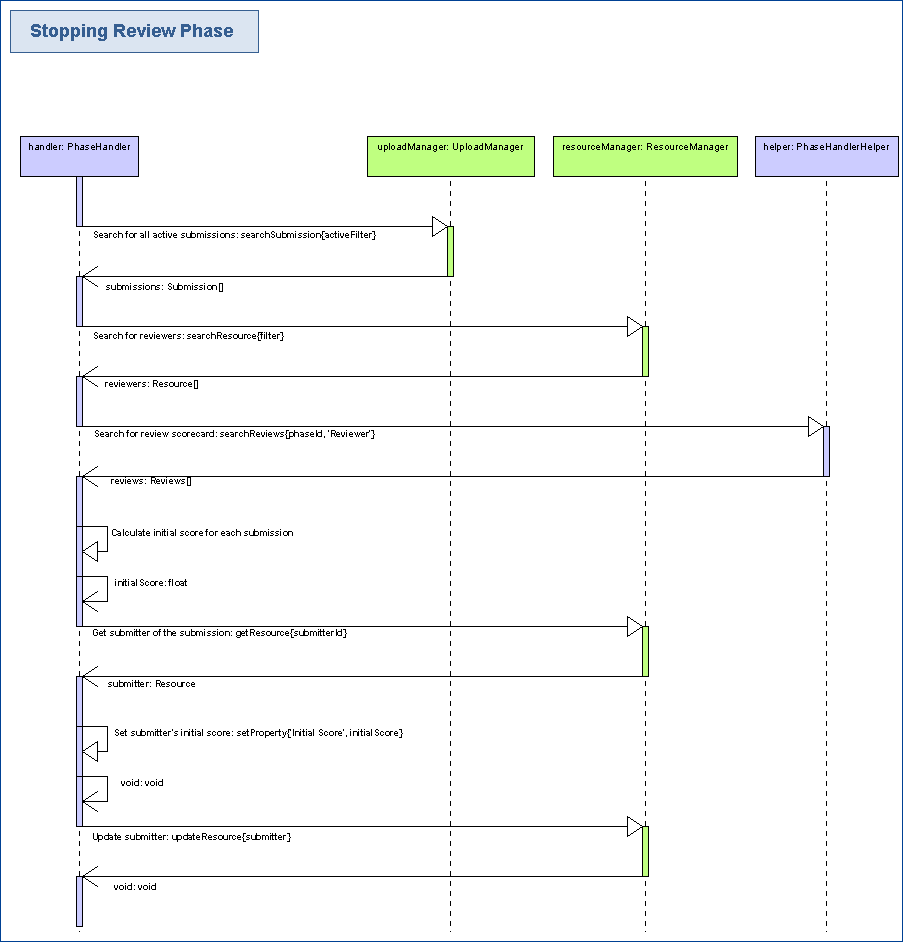 Stopping Review Phase
handler: PhaseHandler
uploadManager: UploadManager
resourceManager: ResourceManager
helper: PhaseHandlerHelper
Search for all active submissions: searchSubmission{activeFilter}
submissions: Submission[]
Search for reviewers: searchResource{filter}
reviewers: Resource[]
Search for review scorecard: searchReviews{phaseId, 'Reviewer'}
reviews: Reviews[]
Calculate initial score for each submission
initialScore: float
Get submitter of the submission: getResource{submitterId}
submitter: Resource
Set submitter's initial score: setProperty{'Initial Score', initialScore}
void: void
Update submitter: updateResource{submitter}
void: void